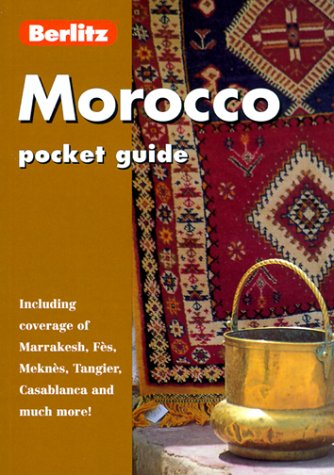 Berlitz
Morocco
pocket guide
Including
coverage of
Marrakesh, Fès,
Meknès, Tangier,
Casablanca and
much more!